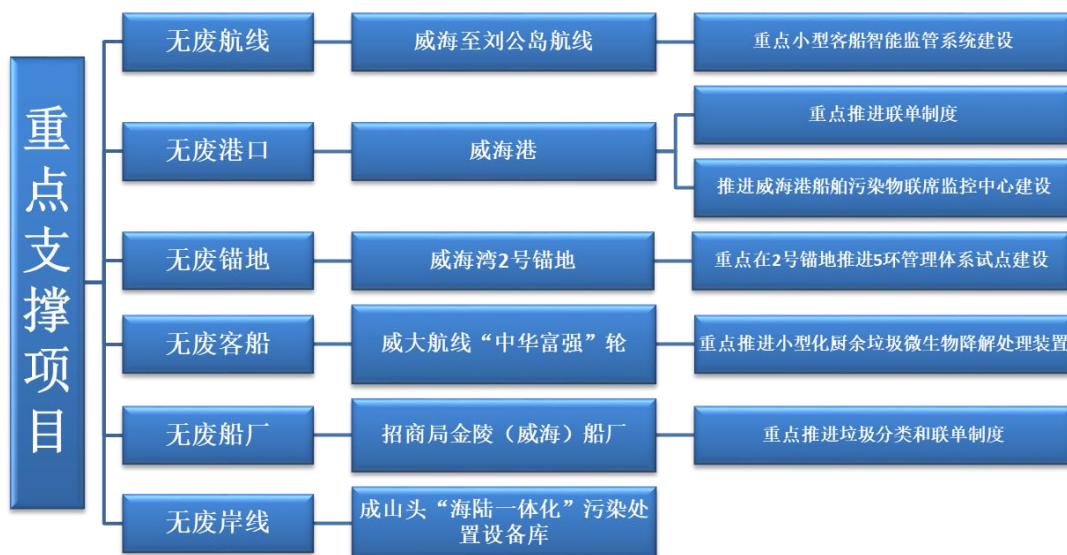 重点支撑项目
无废航线
威海至刘公岛航线
重点小型客船智能监管系统建设
无废港口
威海港
重点推进联单制度
推进威海港船舶污染物联席监控中心建设
无废锚地
威海湾2号锚地
重点在2号锚地推进5环管理体系试点建设
无废客船
威大航线“中华富强”轮
重点推进小型化厨余垃圾微生物降解处理装置
无废船厂
招商局金陵（威海）船厂
重点推进垃圾分类和联单制度
无废岸线
成山头“海陆一体化”污染处
置设备库